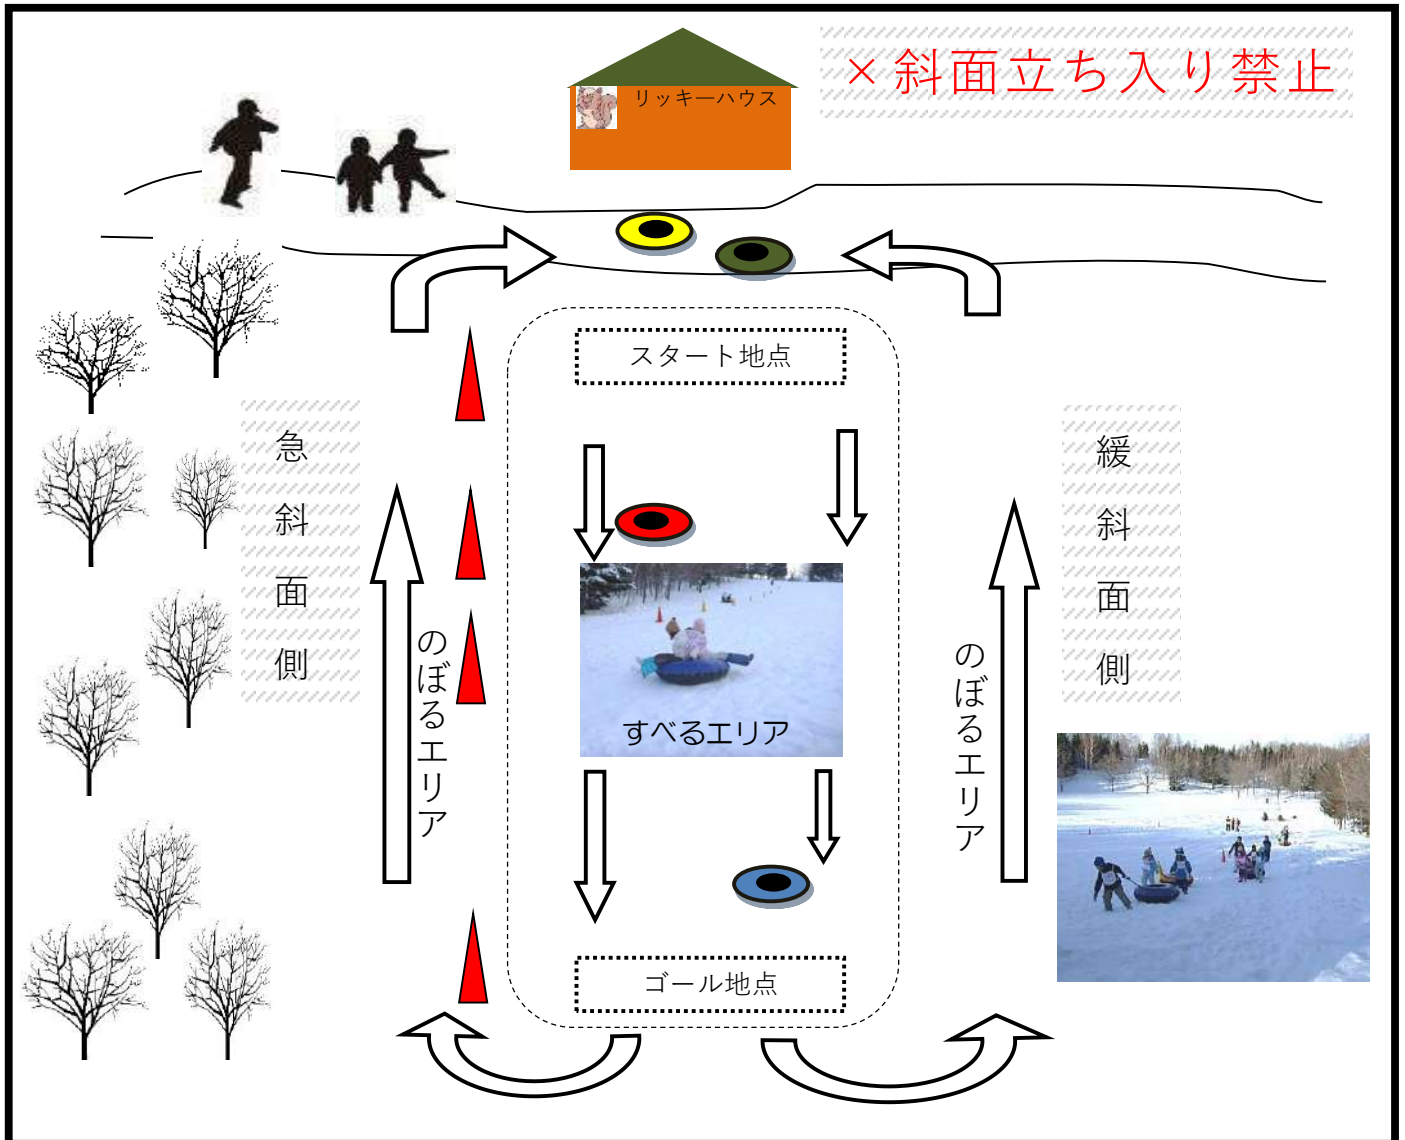 ×斜面立ち入り禁止
リッキーハウス
スタート地点
急斜面側
緩斜面側
のぼるエリア
のぼるエリア
すべるエリア
ゴール地点